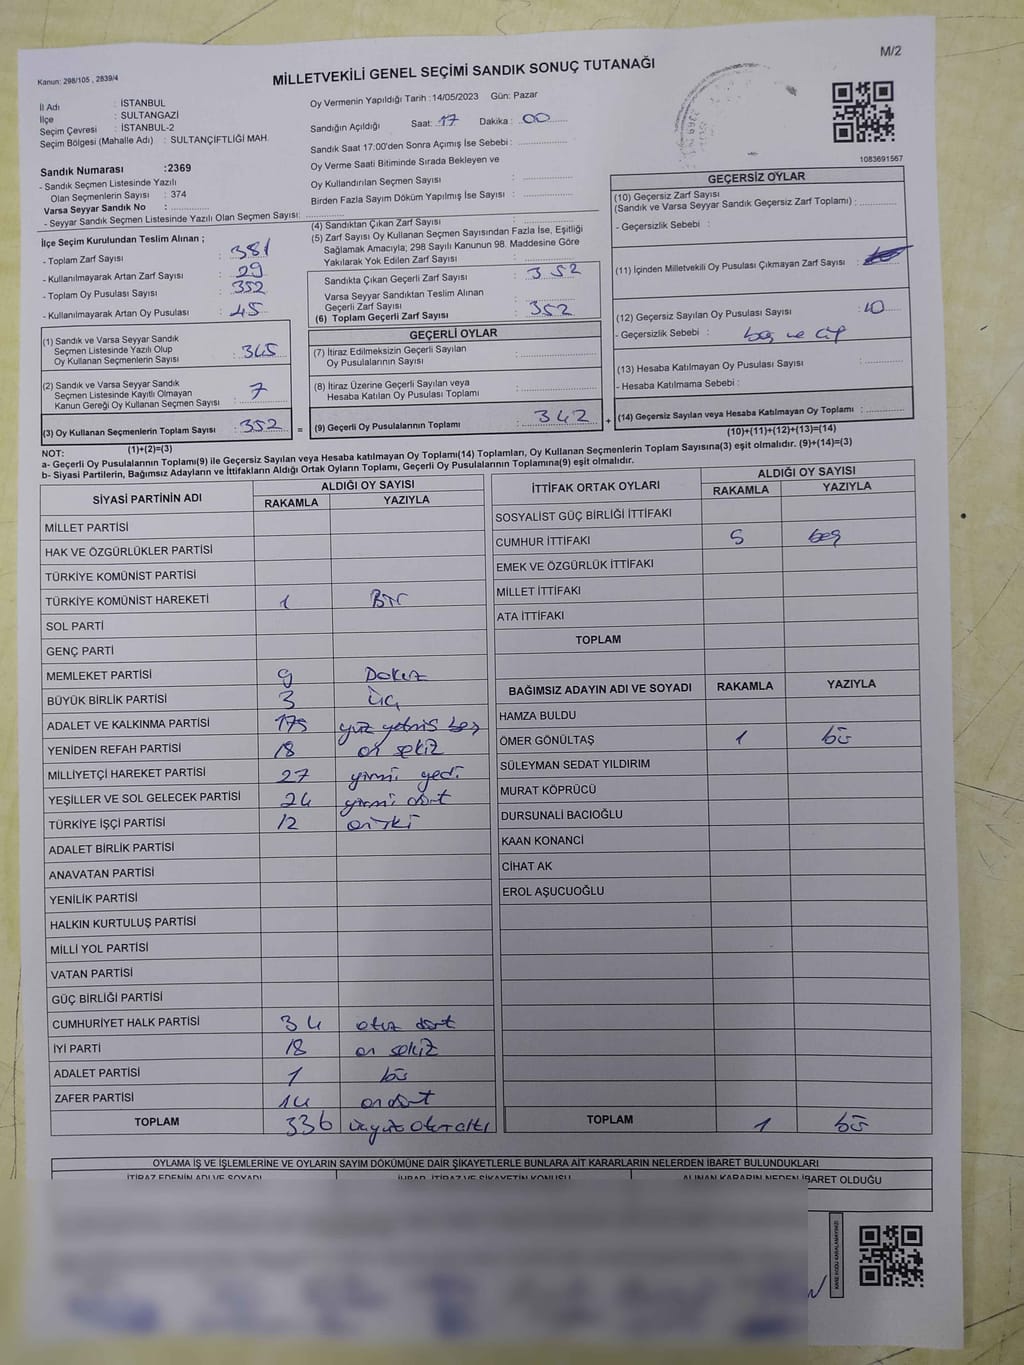 Kanun: 298/105 , 2839/4
MİLLETVEKİLİ GENEL SEÇİMİ SANDIK SONUÇ TUTANAĞI
M/2
İl Adı : İSTANBUL
İlçe : SULTANGAZİ
Seçim Çevresi : İSTANBUL-2
Seçim Bölgesi (Mahalle Adı) : SULTANÇİFTLİĞİ MAH.
Sandık Numarası :2369
- Sandık Seçmen Listesinde Yazılı
Olan Seçmenlerin Sayısı : 374
Varsa Seyyar Sandık No :
- Seyyar Sandık Seçmen Listesinde Yazılı Olan Seçmen Sayısı:
Oy Vermenin Yapıldığı Tarih :14/05/2023 Gün: Pazar
Sandığın Açıldığı Saat: 17 Dakika : 00
Sandık Saat 17:00'den Sonra Açımış İse Sebebi :
Oy Verme Saati Bitiminde Sırada Bekleyen ve
Oy Kullandırılan Seçmen Sayısı :
Birden Fazla Sayım Döküm Yapılmış İse Sayısı :
1083691567
İlçe Seçim Kurulundan Teslim Alınan ;
- Toplam Zarf Sayısı : 381
- Kullanılmayarak Artan Zarf Sayısı : 29
- Toplam Oy Pusulası Sayısı : 352
- Kullanılmayarak Artan Oy Pusulası : 45
(1) Sandık ve Varsa Seyyar Sandık
Seçmen Listesinde Yazılı Olup
Oy Kullanan Seçmenlerin Sayısı : 345
(2) Sandık ve Varsa Seyyar Sandık
Seçmen Listesinde Kayıtlı Olmayan
Kanun Gereği Oy Kullanan Seçmen Sayısı : 7
(3) Oy Kullanan Seçmenlerin Toplam Sayısı : 352 =
(1)+(2)=(3)
(4) Sandıktan Çıkan Zarf Sayısı :
(5) Zarf Sayısı Oy Kullanan Seçmen Sayısından Fazla İse, Eşitliği
Sağlamak Amacıyla; 298 Sayılı Kanunun 98. Maddesine Göre
Yakılarak Yok Edilen Zarf Sayısı :
Sandıkta Çıkan Geçerli Zarf Sayısı : 352
Varsa Seyyar Sandıktan Teslim Alınan
Geçerli Zarf Sayısı :
(6) Toplam Geçerli Zarf Sayısı : 352
GEÇERLİ OYLAR
(7) İtiraz Edilmeksizin Geçerli Sayılan
Oy Pusulalarının Sayısı :
(8) İtiraz Üzerine Geçerli Sayılan veya
Hesaba Katılan Oy Pusulası Toplamı :
(9) Geçerli Oy Pusulalarının Toplamı : 342 +
GEÇERSİZ OYLAR
(10) Geçersiz Zarf Sayısı
(Sandık ve Varsa Seyyar Sandık Geçersiz Zarf Toplamı) :
- Geçersizlik Sebebi :
(11) İçinden Milletvekili Oy Pusulası Çıkmayan Zarf Sayısı :
(12) Geçersiz Sayılan Oy Pusulası Sayısı : 10
- Geçersizlik Sebebi : boş ve çift
(13) Hesaba Katılmayan Oy Pusulası Sayısı :
- Hesaba Katılmama Sebebi :
(14) Geçersiz Sayılan veya Hesaba Katılmayan Oy Toplamı :
(10)+(11)+(12)+(13)=(14)
NOT:
a- Geçerli Oy Pusulalarının Toplamı(9) ile Geçersiz Sayılan veya Hesaba katılmayan Oy Toplamı(14) Toplamları, Oy Kullanan Seçmenlerin Toplam Sayısına(3) eşit olmalıdır. (9)+(14)=(3)
b- Siyasi Partilerin, Bağımsız Adayların ve İttifakların Aldığı Ortak Oyların Toplamı, Geçerli Oy Pusulalarının Toplamına(9) eşit olmalıdır.
SİYASİ PARTİNİN ADI ALDIĞI OY SAYISI
RAKAMLA YAZIYLA
MİLLET PARTİSİ
HAK VE ÖZGÜRLÜKLER PARTİSİ
TÜRKİYE KOMÜNİST PARTİSİ
TÜRKİYE KOMÜNİST HAREKETİ 1 Bir
SOL PARTİ
GENÇ PARTİ
MEMLEKET PARTİSİ 9 Dokuz
BÜYÜK BİRLİK PARTİSİ 3 Üç
ADALET VE KALKINMA PARTİSİ 175 yüz yetmiş beş
YENİDEN REFAH PARTİSİ 18 on sekiz
MİLLİYETÇİ HAREKET PARTİSİ 27 yirmi yedi
YEŞİLLER VE SOL GELECEK PARTİSİ 24 yirmi dört
TÜRKİYE İŞÇİ PARTİSİ 12 on iki
ADALET BİRLİK PARTİSİ
ANAVATAN PARTİSİ
YENİLİK PARTİSİ
HALKIN KURTULUŞ PARTİSİ
MİLLİ YOL PARTİSİ
VATAN PARTİSİ
GÜÇ BİRLİĞİ PARTİSİ
CUMHURİYET HALK PARTİSİ 34 otuz dört
İYİ PARTİ 18 on sekiz
ADALET PARTİSİ 1 bir
ZAFER PARTİSİ 14 on dört
TOPLAM 336 üçyüz otuz altı
İTTİFAK ORTAK OYLARI ALDIĞI OY SAYISI
RAKAMLA YAZIYLA
SOSYALİST GÜÇ BİRLİĞİ İTTİFAKI
CUMHUR İTTİFAKI 5 beş
EMEK VE ÖZGÜRLÜK İTTİFAKI
MİLLET İTTİFAKI
ATA İTTİFAKI
TOPLAM
BAĞIMSIZ ADAYIN ADI VE SOYADI RAKAMLA YAZIYLA
HAMZA BULDU
ÖMER GÖNÜLTAŞ 1 bir
SÜLEYMAN SEDAT YILDIRIM
MURAT KÖPRÜCÜ
DURSUNALİ BACIOĞLU
KAAN KONANCİ
CİHAT AK
EROL AŞUCUOĞLU
TOPLAM 1 bir
OYLAMA İŞ VE İŞLEMLERİNE VE OYLARIN SAYIM DÖKÜMÜNE DAİR ŞİKAYETLERLE BUNLARA AİT KARARLARIN NELERDEN İBARET BULUNDUKLARI
İTİRAZ EDENİN ADI VE SOYADI İHBAR, İTİRAZ VE ŞİKAYETİN KONUSU ALINAN KARARIN NEDEN İBARET OLDUĞU